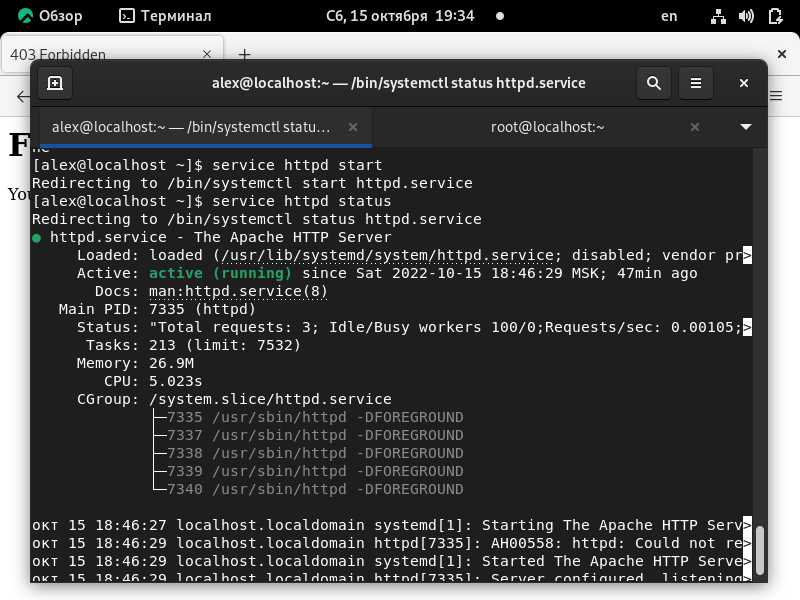 Обзор
Терминал
Сб, 15 октября 19:34
en
403 Forbidden
alex@localhost:~ — /bin/systemctl status httpd.service
alex@localhost:~ — /bin/systemctl statu…
root@localhost:~
[alex@localhost ~]$ service httpd start
Redirecting to /bin/systemctl start httpd.service
[alex@localhost ~]$ service httpd status
Redirecting to /bin/systemctl status httpd.service
● httpd.service - The Apache HTTP Server
Loaded: loaded (/usr/lib/systemd/system/httpd.service; disabled; vendor pr>
Active: active (running) since Sat 2022-10-15 18:46:29 MSK; 47min ago
Docs: man:httpd.service(8)
Main PID: 7335 (httpd)
Status: "Total requests: 3; Idle/Busy workers 100/0;Requests/sec: 0.00105;>
Tasks: 213 (limit: 7532)
Memory: 26.9M
CPU: 5.023s
CGroup: /system.slice/httpd.service
├─7335 /usr/sbin/httpd -DFOREGROUND
├─7337 /usr/sbin/httpd -DFOREGROUND
├─7338 /usr/sbin/httpd -DFOREGROUND
├─7339 /usr/sbin/httpd -DFOREGROUND
└─7340 /usr/sbin/httpd -DFOREGROUND
окт 15 18:46:27 localhost.localdomain systemd[1]: Starting The Apache HTTP Serv>
окт 15 18:46:29 localhost.localdomain httpd[7335]: AH00558: httpd: Could not re>
окт 15 18:46:29 localhost.localdomain systemd[1]: Started The Apache HTTP Serve>
окт 15 18:46:29 localhost.localdomain httpd[7335]: Server configured, listening>